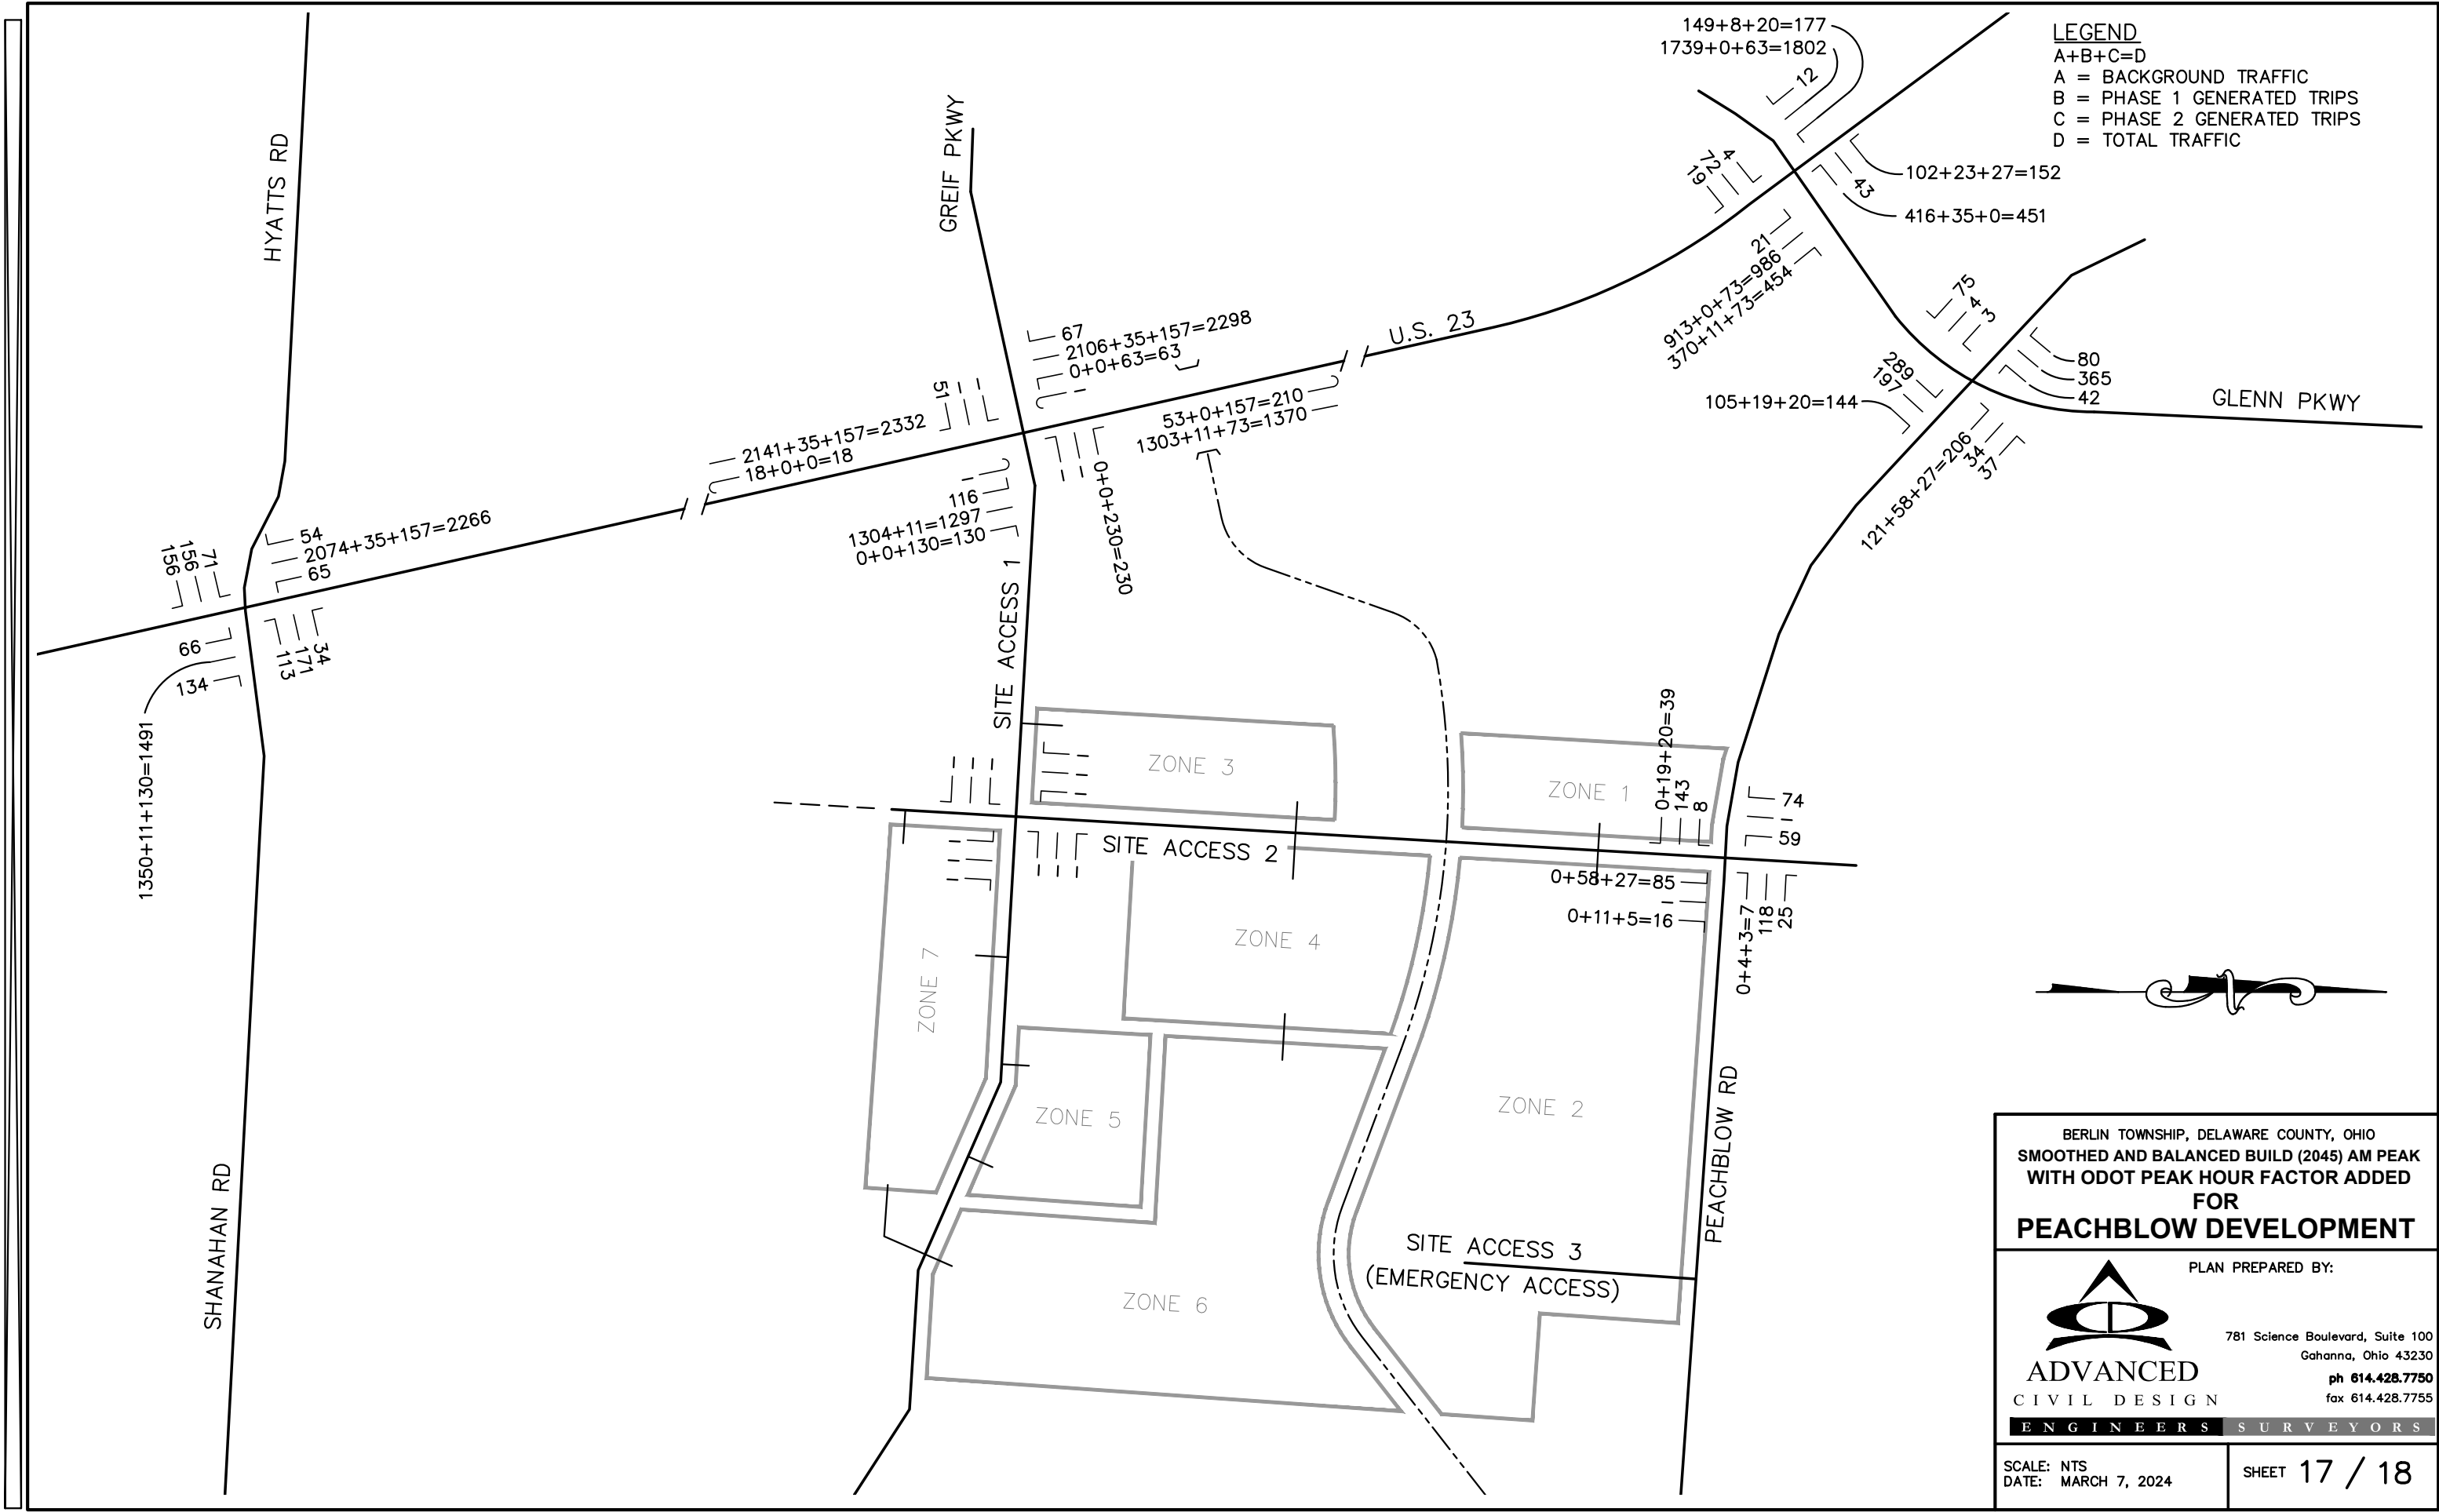 149+8+20=177
1739+0+63=1802
12
LEGEND
A+B+C=D
A = BACKGROUND TRAFFIC
B = PHASE 1 GENERATED TRIPS
C = PHASE 2 GENERATED TRIPS
D = TOTAL TRAFFIC
HYATTS RD
GREIF PKWY
4
72
19
102+23+27=152
43
416+35+0=451
21
913+0+73=986
370+11+73=454
75
4
3
80
365
42
289
197
105+19+20=144
GLENN PKWY
121+58+27=206
34
37
U.S. 23
67
2106+35+157=2298
0+0+63=63
-
51
-
-
53+0+157=210
1303+11+73=1370
2141+35+157=2332
18+0+0=18
-
116
1304+11=1297
0+0+130=130
-
-
0+0+230=230
54
2074+35+157=2266
65
156
156
71
66
134
1350+11+130=1491
113
171
34
SITE ACCESS 1
ZONE 3
ZONE 1
0+19+20=39
143
8
74
-
59
-
-
-
-
-
-
SITE ACCESS 2
-
-
-
-
-
-
0+58+27=85
-
0+11+5=16
0+4+3=7
118
25
ZONE 7
ZONE 4
ZONE 5
ZONE 2
ZONE 6
PEACHBLOW RD
SHANAHAN RD
SITE ACCESS 3
(EMERGENCY ACCESS)
BERLIN TOWNSHIP, DELAWARE COUNTY, OHIO
SMOOTHED AND BALANCED BUILD (2045) AM PEAK
WITH ODOT PEAK HOUR FACTOR ADDED
FOR
PEACHBLOW DEVELOPMENT
PLAN PREPARED BY:
781 Science Boulevard, Suite 100
Gahanna, Ohio 43230
ph 614.428.7750
fax 614.428.7755
ADVANCED
CIVIL DESIGN
ENGINEERS SURVEYORS
SCALE: NTS
DATE: MARCH 7, 2024
SHEET 17 / 18